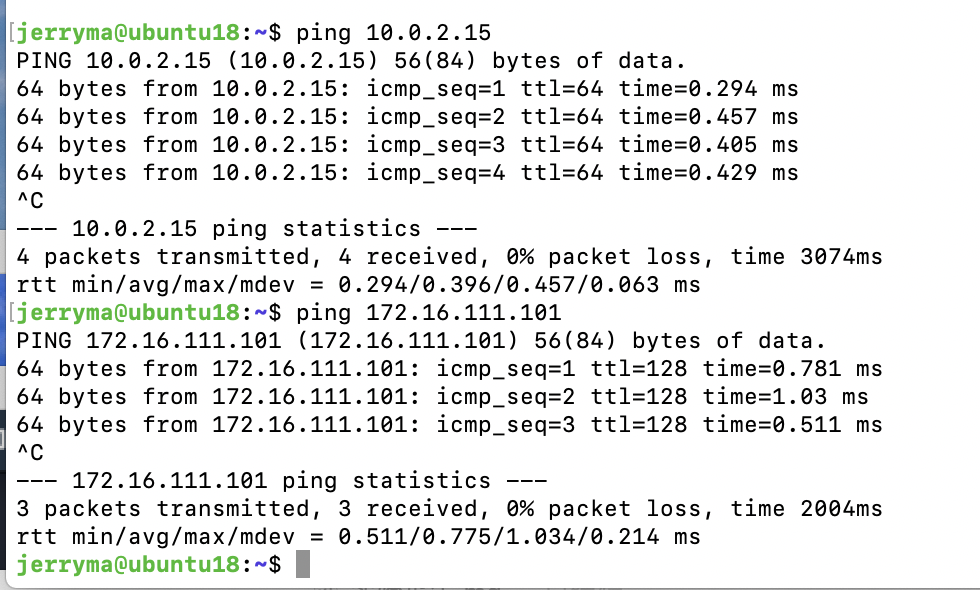 [jerryma@ubuntu18:~$ ping 10.0.2.15
PING 10.0.2.15 (10.0.2.15) 56(84) bytes of data.
64 bytes from 10.0.2.15: icmp_seq=1 ttl=64 time=0.294 ms
64 bytes from 10.0.2.15: icmp_seq=2 ttl=64 time=0.457 ms
64 bytes from 10.0.2.15: icmp_seq=3 ttl=64 time=0.405 ms
64 bytes from 10.0.2.15: icmp_seq=4 ttl=64 time=0.429 ms
^C
--- 10.0.2.15 ping statistics ---
4 packets transmitted, 4 received, 0% packet loss, time 3074ms
rtt min/avg/max/mdev = 0.294/0.396/0.457/0.063 ms
[jerryma@ubuntu18:~$ ping 172.16.111.101
PING 172.16.111.101 (172.16.111.101) 56(84) bytes of data.
64 bytes from 172.16.111.101: icmp_seq=1 ttl=128 time=0.781 ms
64 bytes from 172.16.111.101: icmp_seq=2 ttl=128 time=1.03 ms
64 bytes from 172.16.111.101: icmp_seq=3 ttl=128 time=0.511 ms
^C
--- 172.16.111.101 ping statistics ---
3 packets transmitted, 3 received, 0% packet loss, time 2004ms
rtt min/avg/max/mdev = 0.511/0.775/1.034/0.214 ms
jerryma@ubuntu18:~$